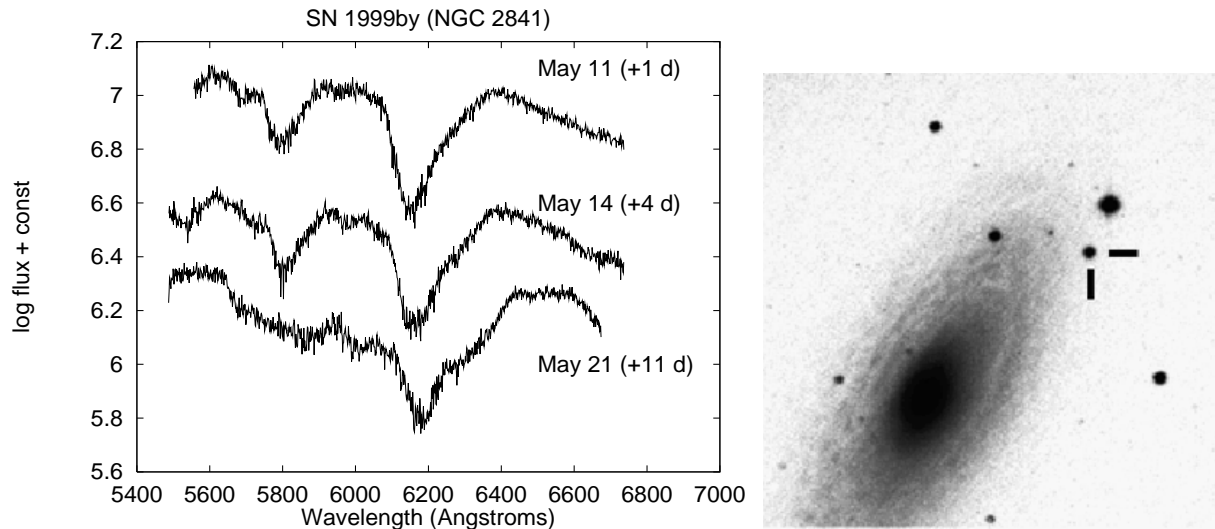 SN 1999by (NGC 2841)
7.2
7
6.8
6.6
6.4
6.2
6
5.8
5.6
log flux + const
May 11 (+1 d)
May 14 (+4 d)
May 21 (+11 d)
5400 5600 5800 6000 6200 6400 6600 6800 7000
Wavelength (Angstroms)